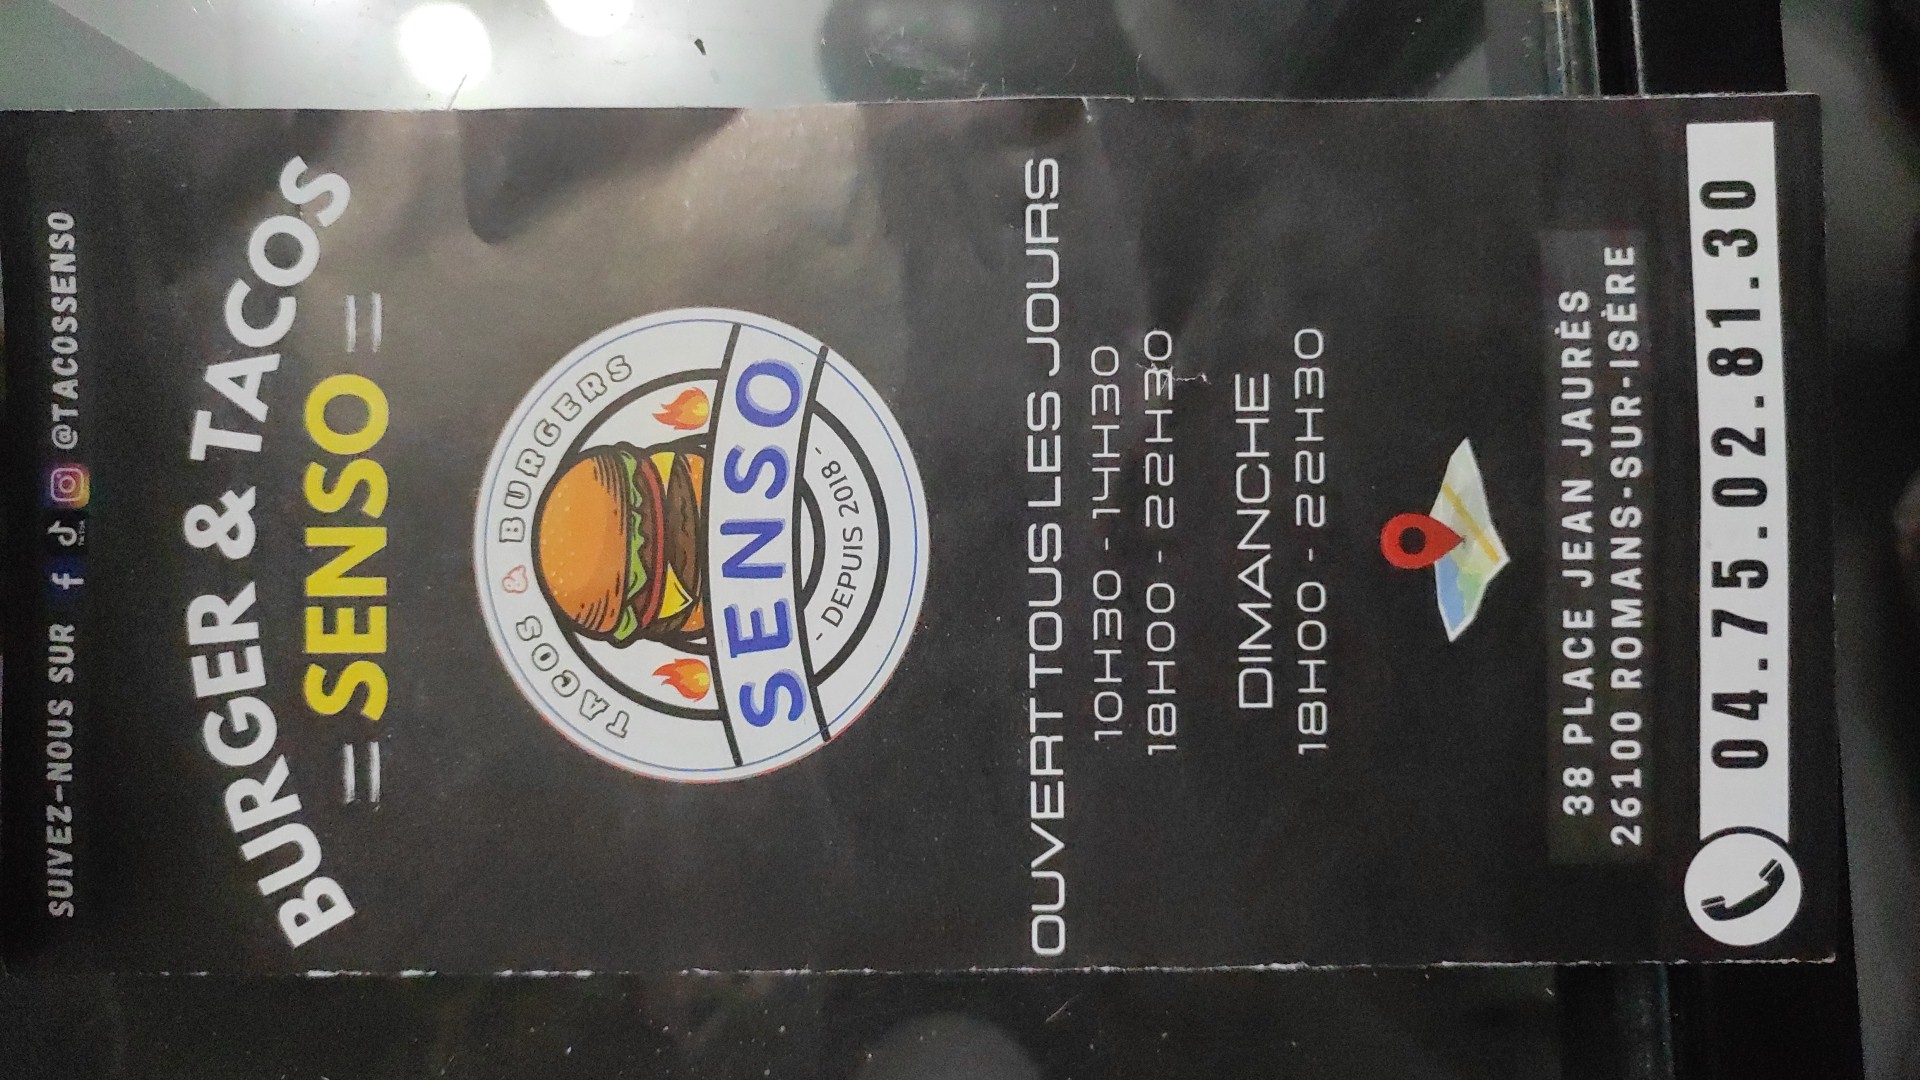 SUIVEZ-NOUS SUR @TACOSSENSO
BURGER & TACOS
= SENSO =
TACOS & BURGERS
SENSO
- DEPUIS 2018 -
OUVERT TOUS LES JOURS
10H30 - 14H30
18H00 - 22H30
DIMANCHE
18H00 - 22H30
38 PLACE JEAN JAURÈS
26100 ROMANS-SUR-ISÈRE
04.75.02.81.30